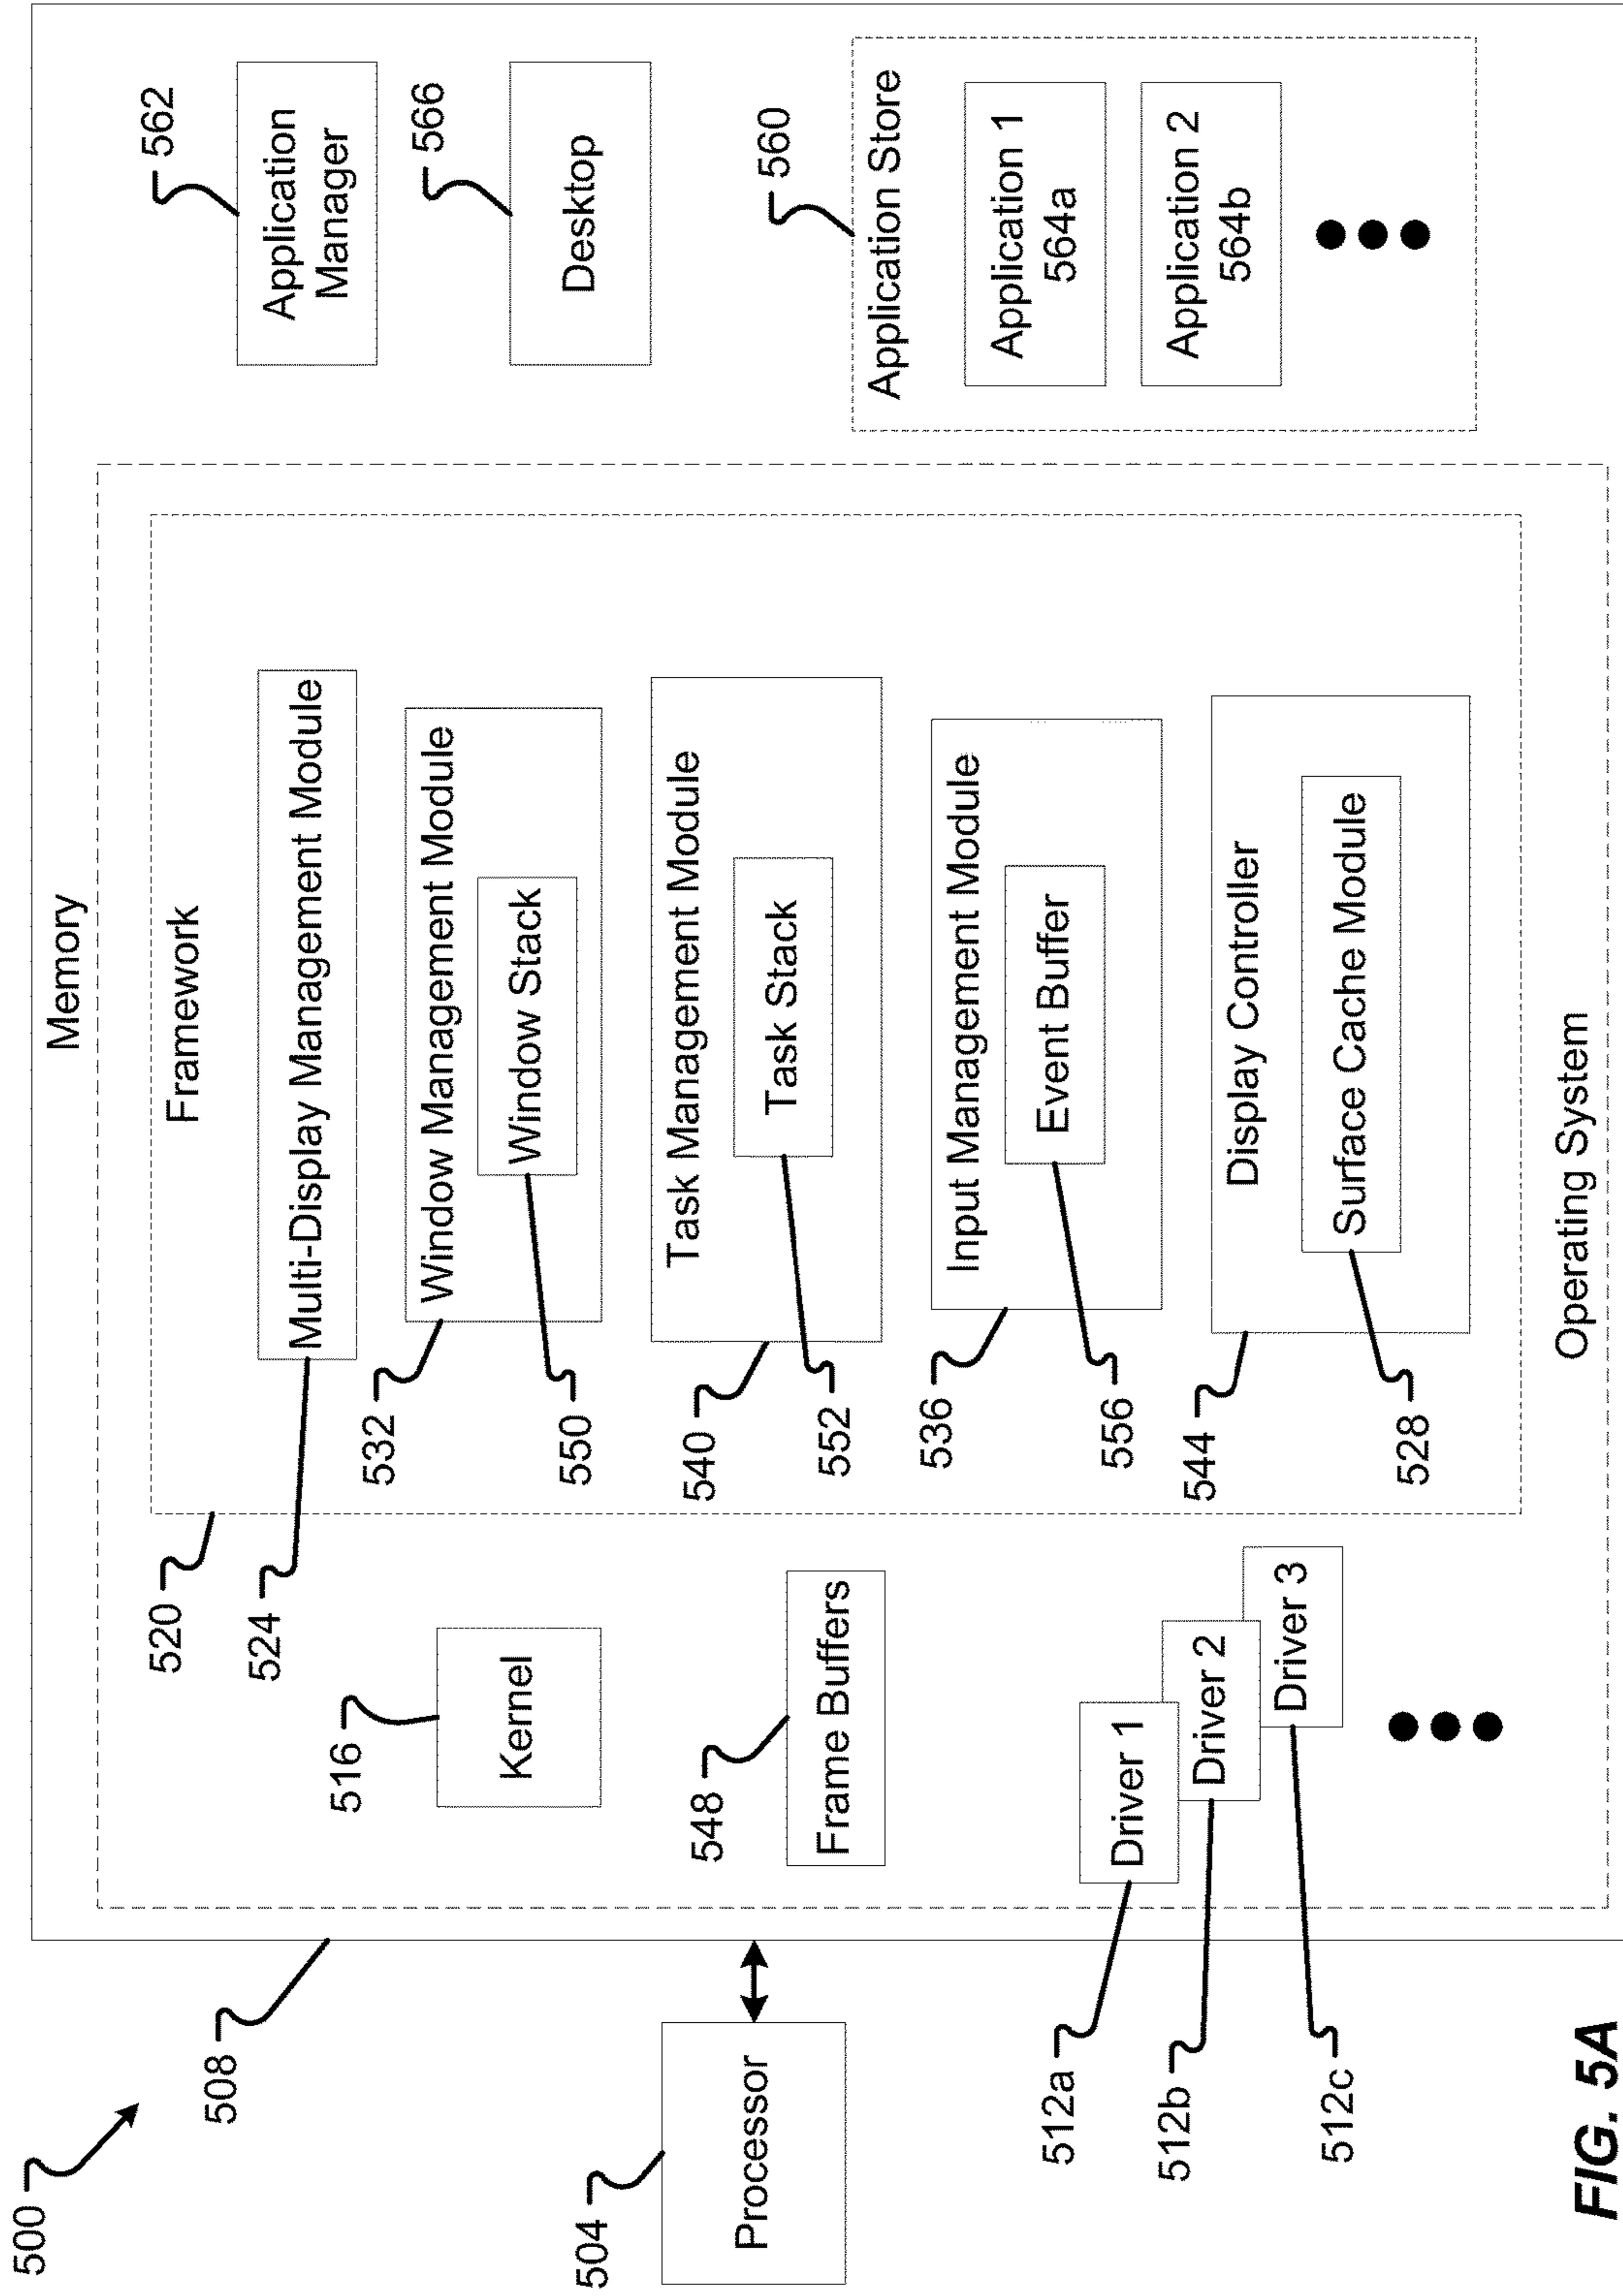 500
508
Memory
520
Framework
524
Multi-Display Management Module
532
Window Management Module
550
Window Stack
540
Task Management Module
552
Task Stack
536
Input Management Module
556
Event Buffer
544
Display Controller
528
Surface Cache Module
516
Kernel
548
Frame Buffers
504
Processor
512a
Driver 1
512b
Driver 2
512c
Driver 3
Operating System
562
Application
Manager
566
Desktop
560
Application Store
Application 1
564a
Application 2
564b
FIG. 5A